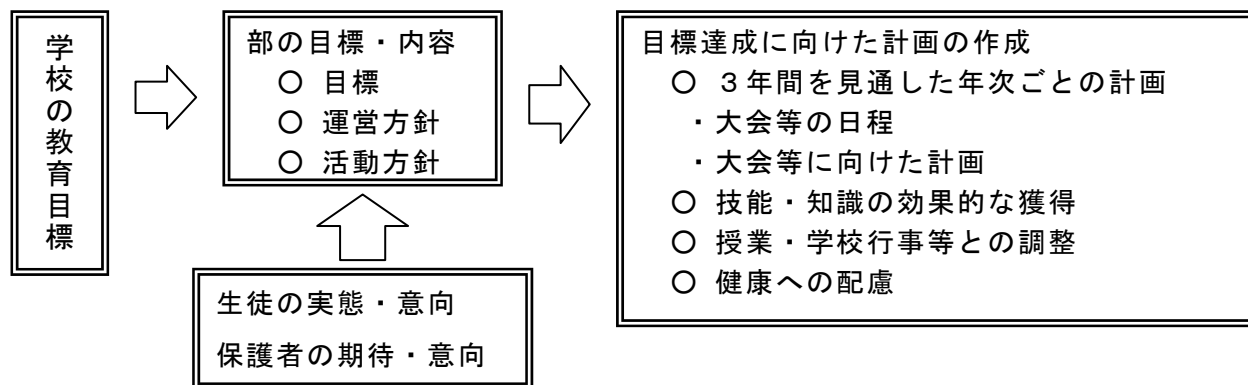 学校の教育目標
部の目標・内容
○ 目標
○ 運営方針
○ 活動方針
生徒の実態・意向
保護者の期待・意向
目標達成に向けた計画の作成
○ ３年間を見通した年次ごとの計画
・大会等の日程
・大会等に向けた計画
○ 技能・知識の効果的な獲得
○ 授業・学校行事等との調整
○ 健康への配慮